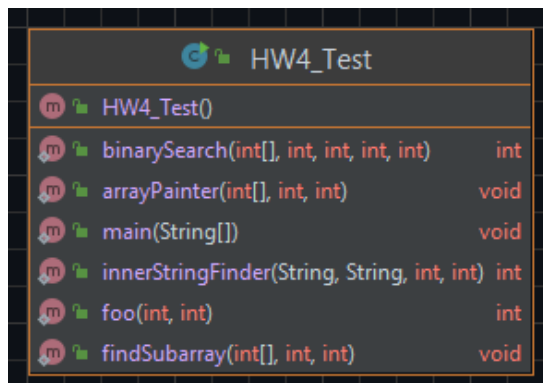 HW4_Test
HW4_Test()
binarySearch(int[], int, int, int, int) int
arrayPainter(int[], int, int) void
main(String[]) void
innerStringFinder(String, String, int, int) int
foo(int, int) int
findSubarray(int[], int, int) void